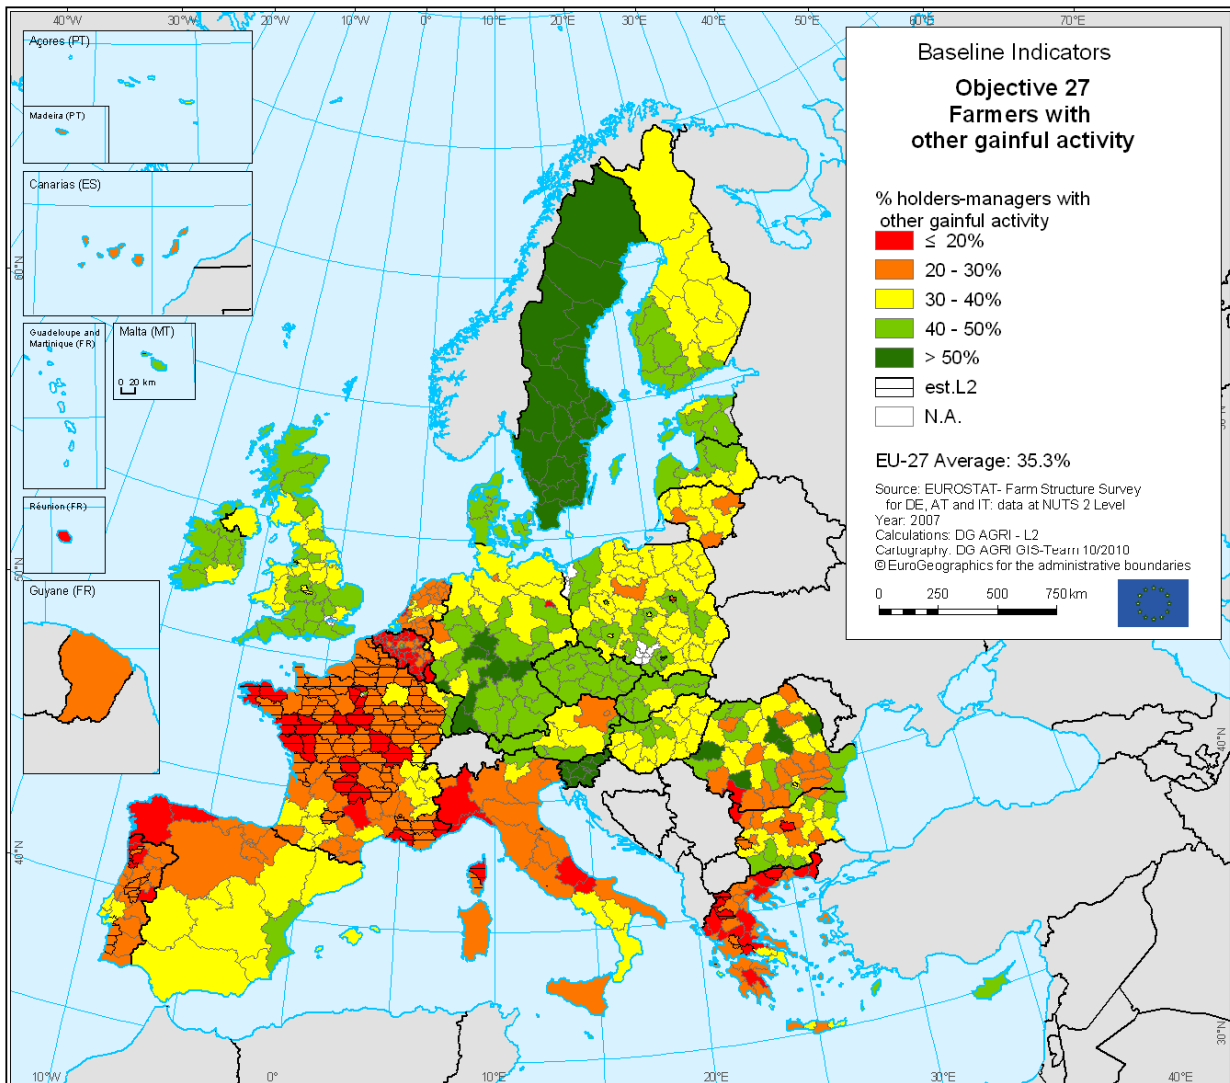 40°W
30°W
20°W
10°W
0°
10°E
20°E
30°E
40°E
50°E
70°E
Açores (PT)
Madeira (PT)
Canarias (ES)
Guadeloupe and
Martinique (FR)
Malta (MT)
0 20 km
Réunion (FR)
Guyane (FR)
60°N
50°N
40°N
Baseline Indicators
Objective 27
Farmers with
other gainful activity
% holders-managers with
other gainful activity
≤ 20%
20 - 30%
30 - 40%
40 - 50%
> 50%
est.L2
N.A.
EU-27 Average: 35.3%
Source: EUROSTAT- Farm Structure Survey
for DE, AT and IT: data at NUTS 2 Level
Year: 2007
Calculations: DG AGRI - L2
Cartography: DG AGRI GIS-Team 10/2010
© EuroGeographics for the administrative boundaries
0 250 500 750 km
40°N
30°N
10°W
0°
10°E
20°E
30°E
40°E